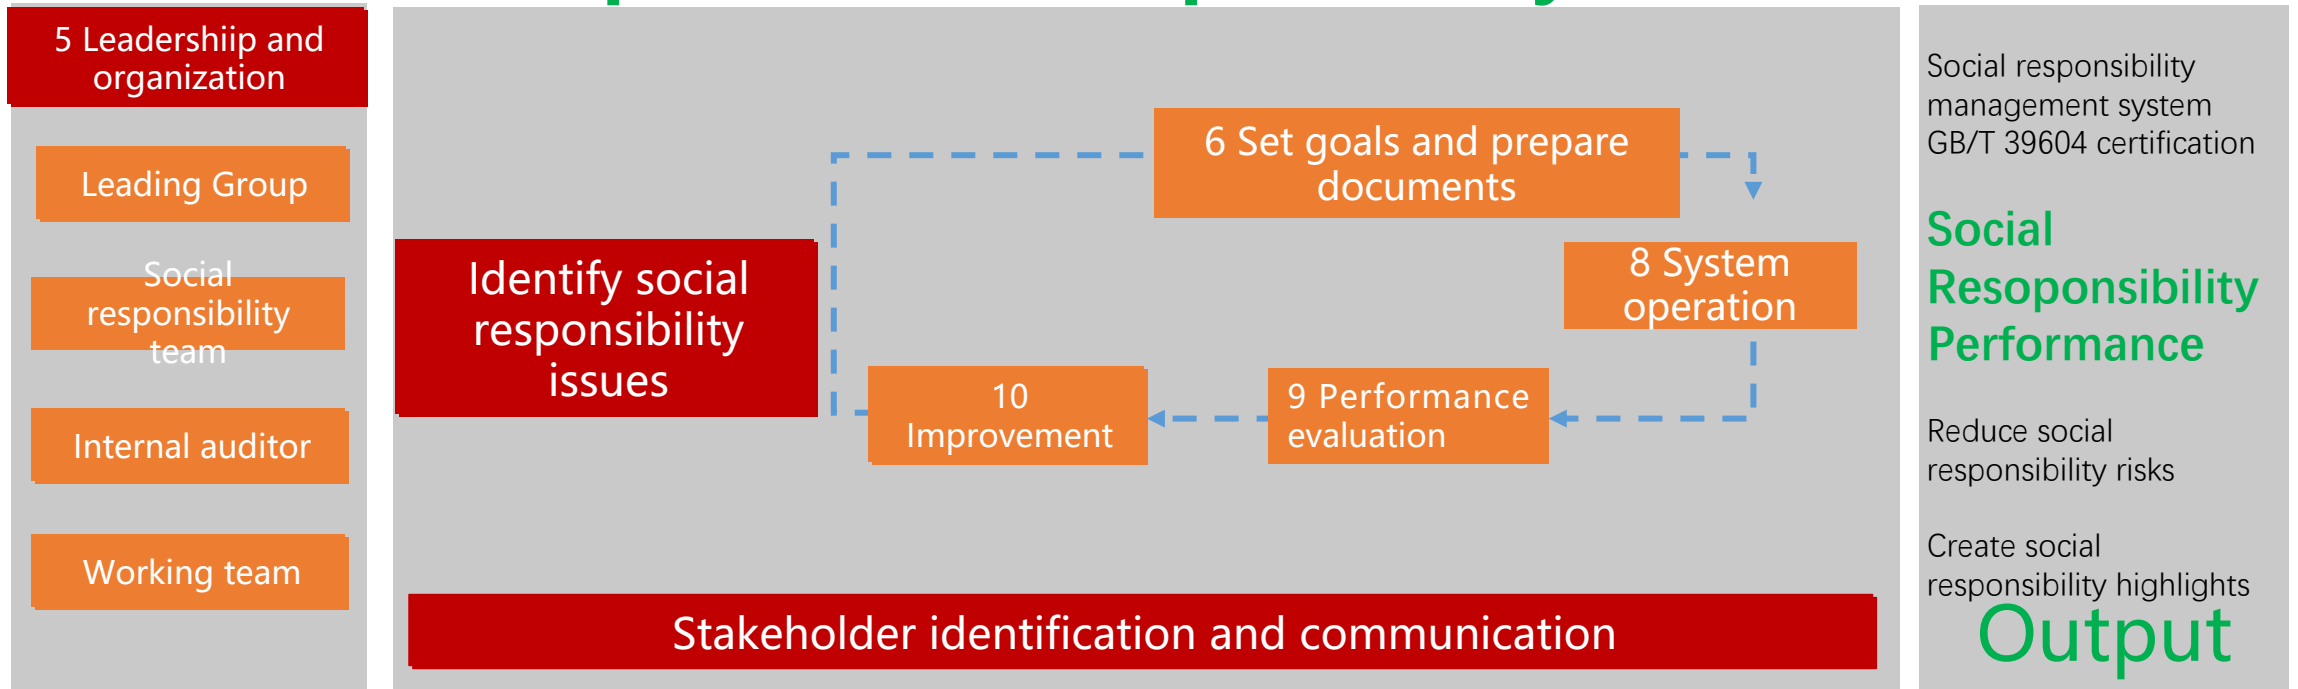 5 Leadershiip and
organization
Leading Group
Social
responsibility
team
Internal auditor
Working team
Identify social
responsibility
issues
6 Set goals and prepare
documents
8 System
operation
9 Performance
evaluation
10
Improvement
Stakeholder identification and communication
Social responsibility
management system
GB/T 39604 certification
Social
Resoponsibility
Performance
Reduce social
responsibility risks
Create social
responsibility highlights
Output